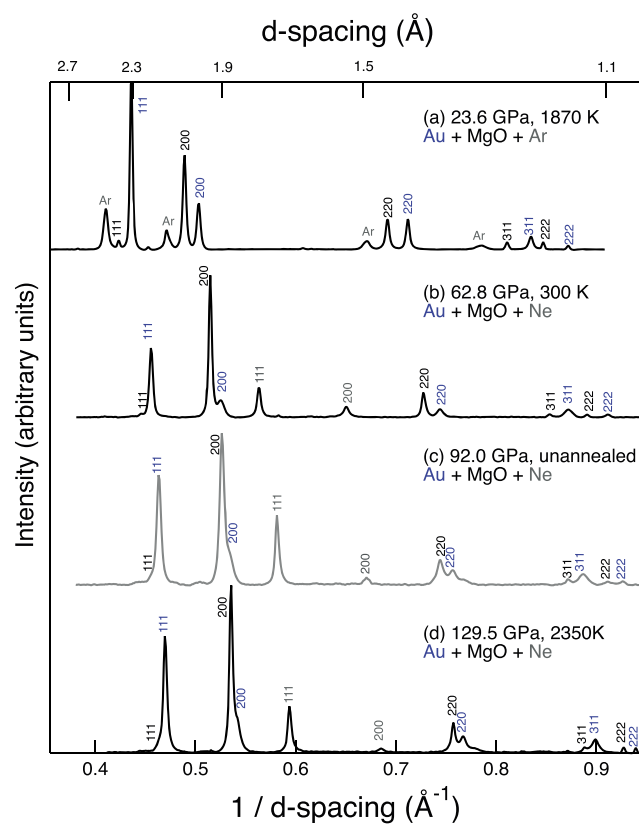 d-spacing (Å)
2.7 2.3 1.9 1.5 1.1
(a) 23.6 GPa, 1870 K
Au + MgO + Ar
Ar 111 111 Ar 200 200 Ar 220 220 Ar 311 311 222 222
(b) 62.8 GPa, 300 K
Au + MgO + Ne
111 111 200 200 111 200 220 220 311 311 222 222
(c) 92.0 GPa, unannealed
Au + MgO + Ne
111 111 200 200 111 200 220 220 311 311 222 222
(d) 129.5 GPa, 2350K
Au + MgO + Ne
111 111 200 200 111 200 220 220 311 311 222 222
Intensity (arbitrary units)
0.4 0.5 0.6 0.7 0.8 0.9
1 / d-spacing (Å⁻¹)